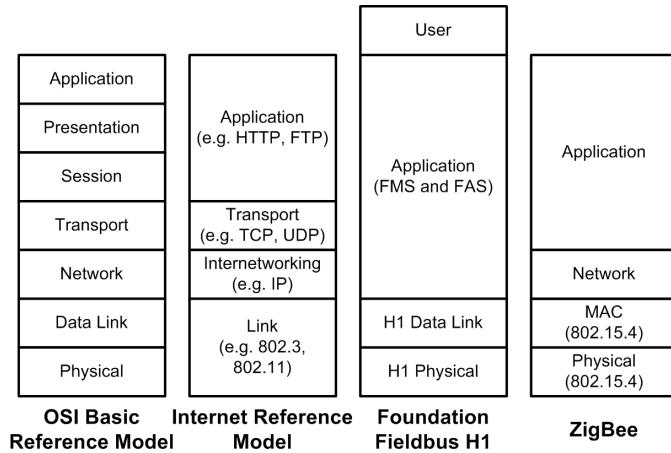 Application
Presentation
Session
Transport
Network
Data Link
Physical
OSI Basic
Reference Model
Application
(e.g. HTTP, FTP)
Transport
(e.g. TCP, UDP)
Internetworking
(e.g. IP)
Link
(e.g. 802.3,
802.11)
Internet Reference
Model
User
Application
(FMS and FAS)
H1 Data Link
H1 Physical
Foundation
Fieldbus H1
Application
Network
MAC
(802.15.4)
Physical
(802.15.4)
ZigBee